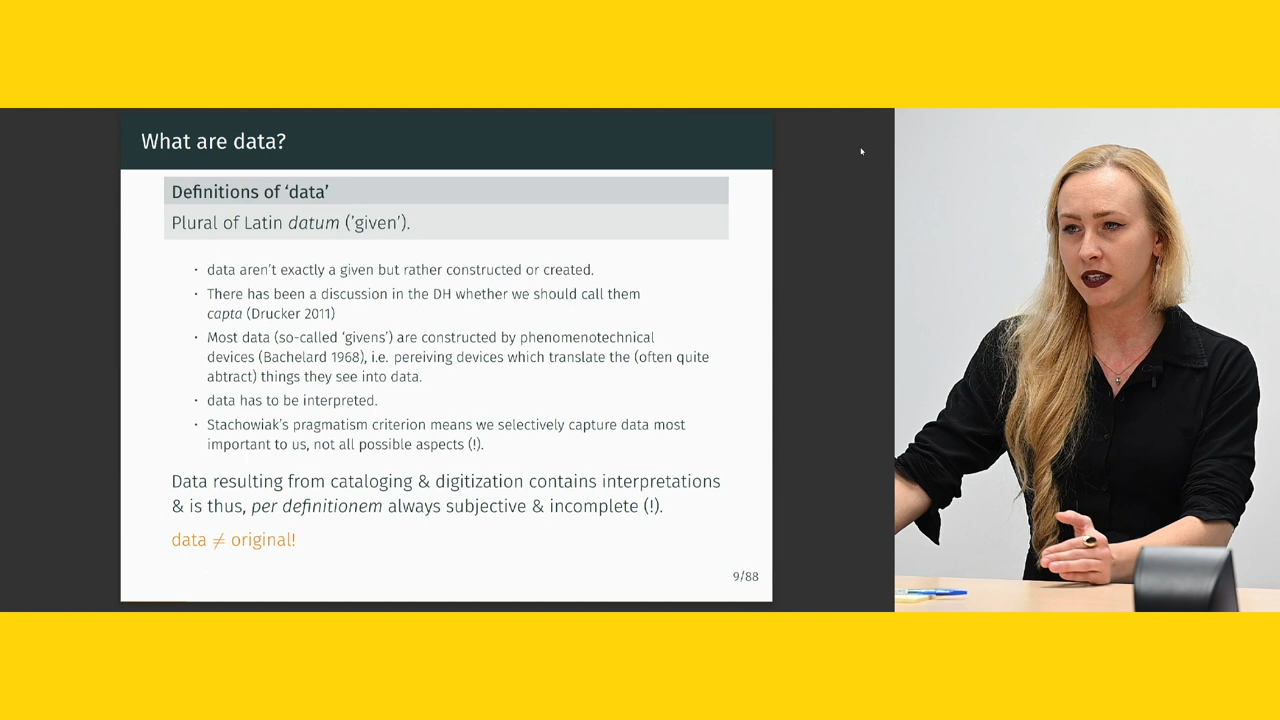 What are data?
Definitions of ‘data’
Plural of Latin datum (’given’).
· data aren’t exactly a given but rather constructed or created.
· There has been a discussion in the DH whether we should call them
capta (Drucker 2011)
· Most data (so-called ‘givens’) are constructed by phenomenotechnical
devices (Bachelard 1968), i.e. pereiving devices which translate the (often quite
abtract) things they see into data.
· data has to be interpreted.
· Stachowiak’s pragmatism criterion means we selectively capture data most
important to us, not all possible aspects (!).
Data resulting from cataloging & digitization contains interpretations
& is thus, per definitionem always subjective & incomplete (!).
data ≠ original!
9/88